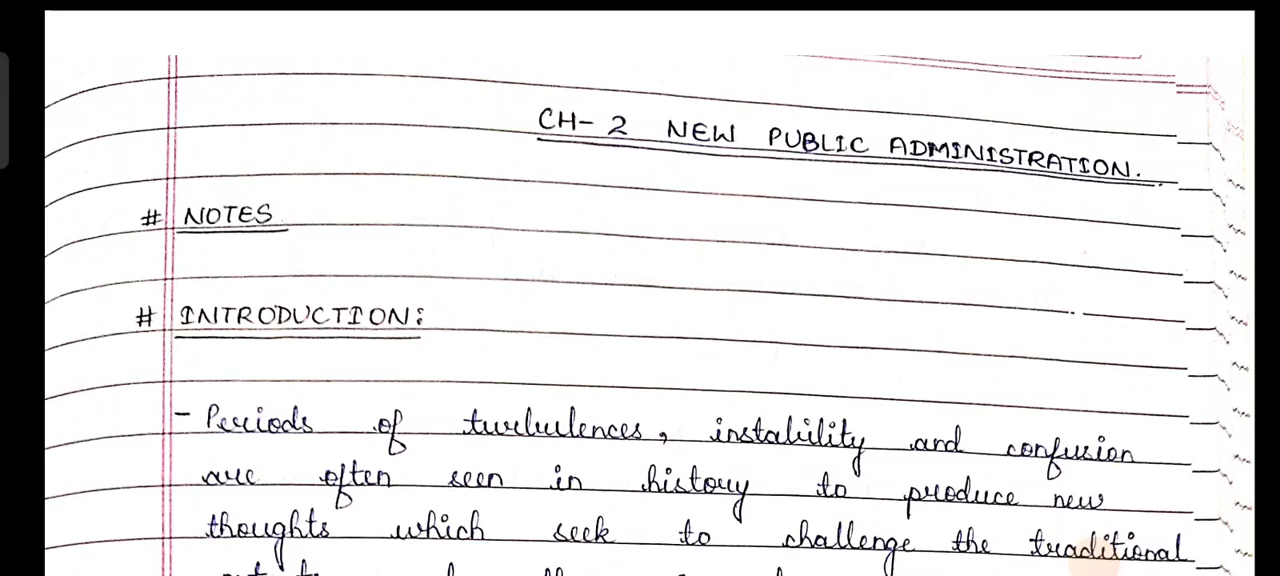 CH- 2 NEW PUBLIC ADMINISTRATION.
# NOTES
# INTRODUCTION:
- Periods of turbulences, instability and confusion
are often seen in history to produce new
thoughts which seek to challenge the traditional